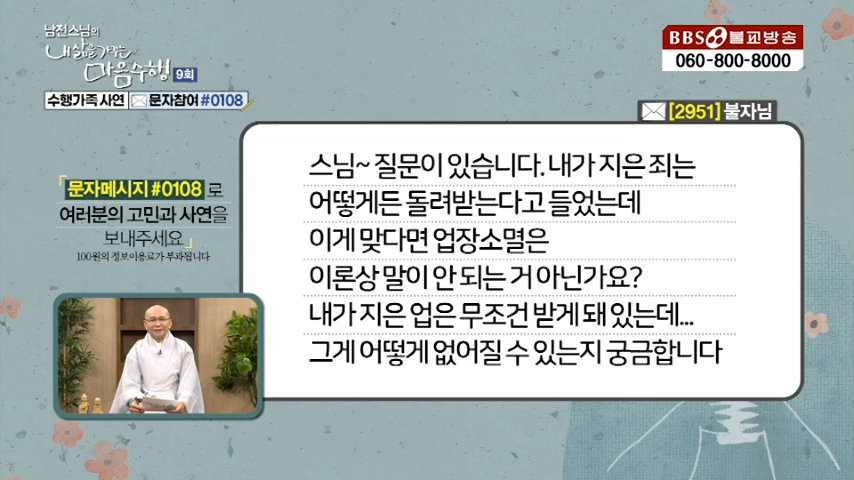 남전스님의
내 삶을 가꾸는
마음수행 9회
수행가족 사연 문자참여 #0108
BBS 불교방송
060-800-8000
[2951] 불자님
「문자메시지 #0108 로
여러분의 고민과 사연을
보내주세요」
100원의 정보이용료가 부과됩니다
스님~ 질문이 있습니다. 내가 지은 죄는
어떻게든 돌려받는다고 들었는데
이게 맞다면 업장소멸은
이론상 말이 안 되는 거 아닌가요?
내가 지은 업은 무조건 받게 돼 있는데...
그게 어떻게 없어질 수 있는지 궁금합니다